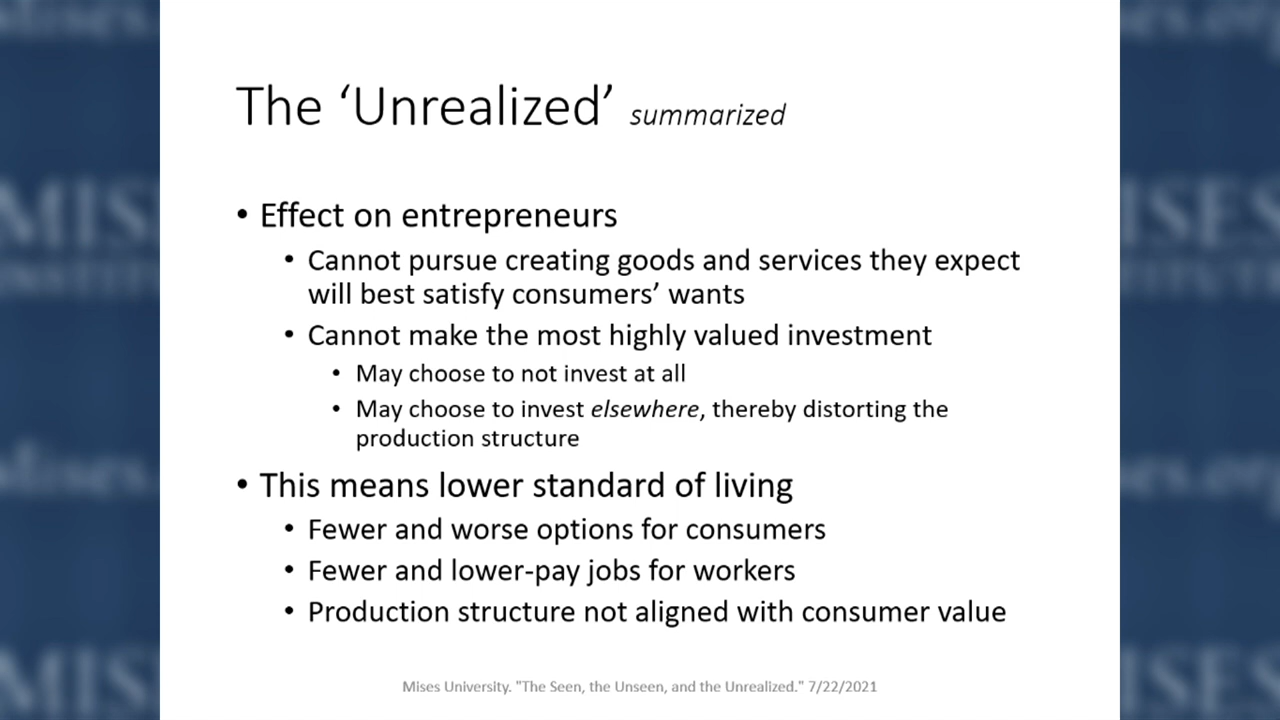 The ‘Unrealized’ summarized
• Effect on entrepreneurs
• Cannot pursue creating goods and services they expect
will best satisfy consumers’ wants
• Cannot make the most highly valued investment
• May choose to not invest at all
• May choose to invest elsewhere, thereby distorting the
production structure
• This means lower standard of living
• Fewer and worse options for consumers
• Fewer and lower-pay jobs for workers
• Production structure not aligned with consumer value
Mises University. "The Seen, the Unseen, and the Unrealized." 7/22/2021